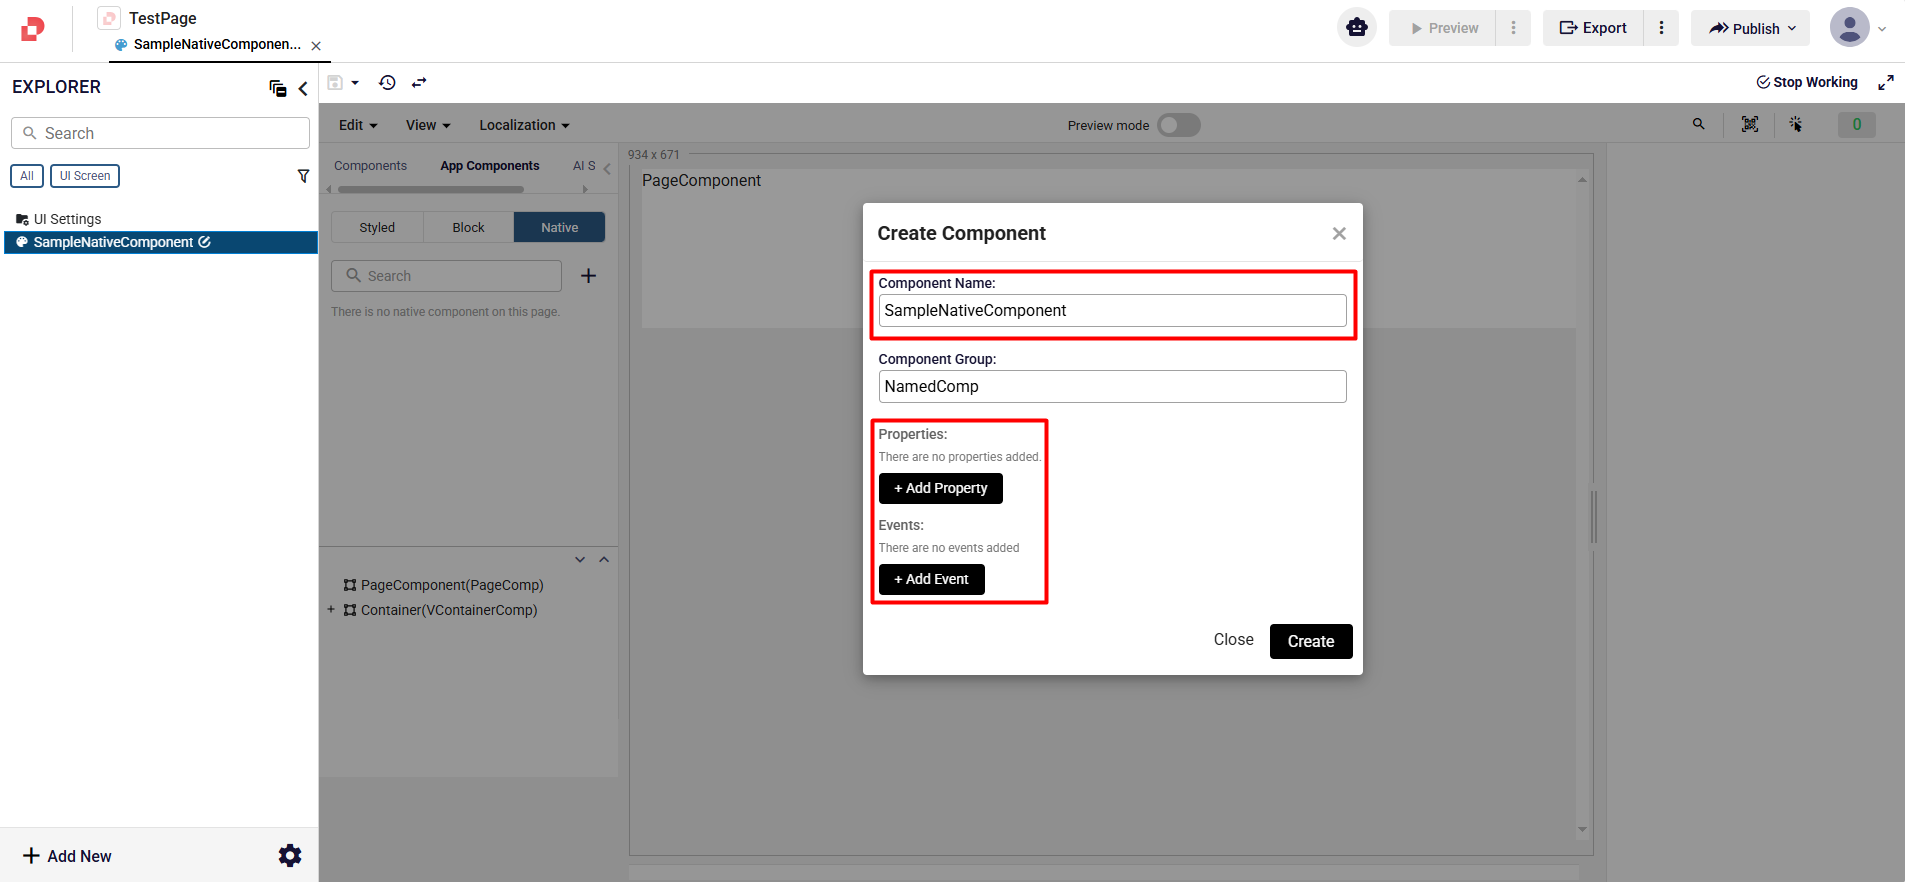 TestPage
Preview
Export
Publish
SampleNativeComponen...
EXPLORER
Stop Working
Search
Edit
View
Localization
Preview mode
0
All
UI Screen
Components
App Components
AI S
934 x 671
PageComponent
UI Settings
SampleNativeComponent
Styled
Block
Native
Search
There is no native component on this page.
Create Component
Component Name:
SampleNativeComponent
Component Group:
NamedComp
Properties:
There are no properties added.
+ Add Property
Events:
There are no events added
+ Add Event
Close
Create
PageComponent(PageComp)
+ Container(VContainerComp)
Add New